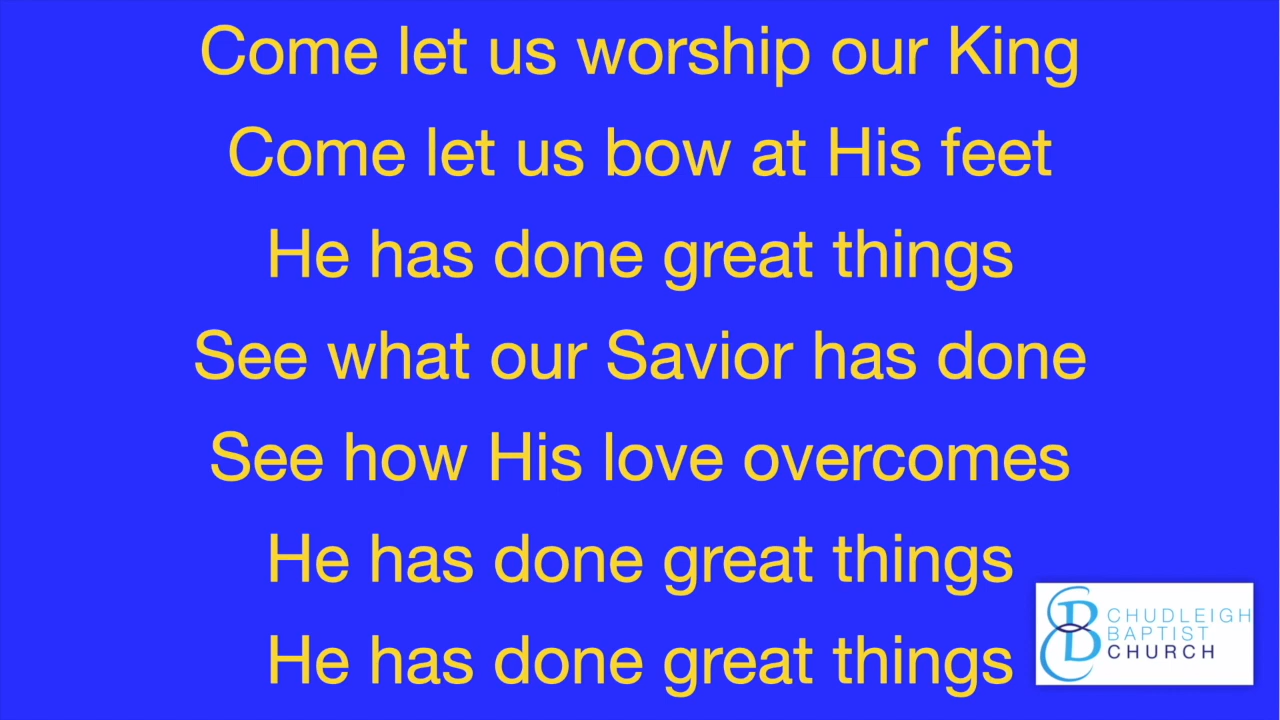 Come let us worship our King
Come let us bow at His feet
He has done great things
See what our Savior has done
See how His love overcomes
He has done great things
He has done great things
CHUDLEIGH
BAPTIST
CHURCH